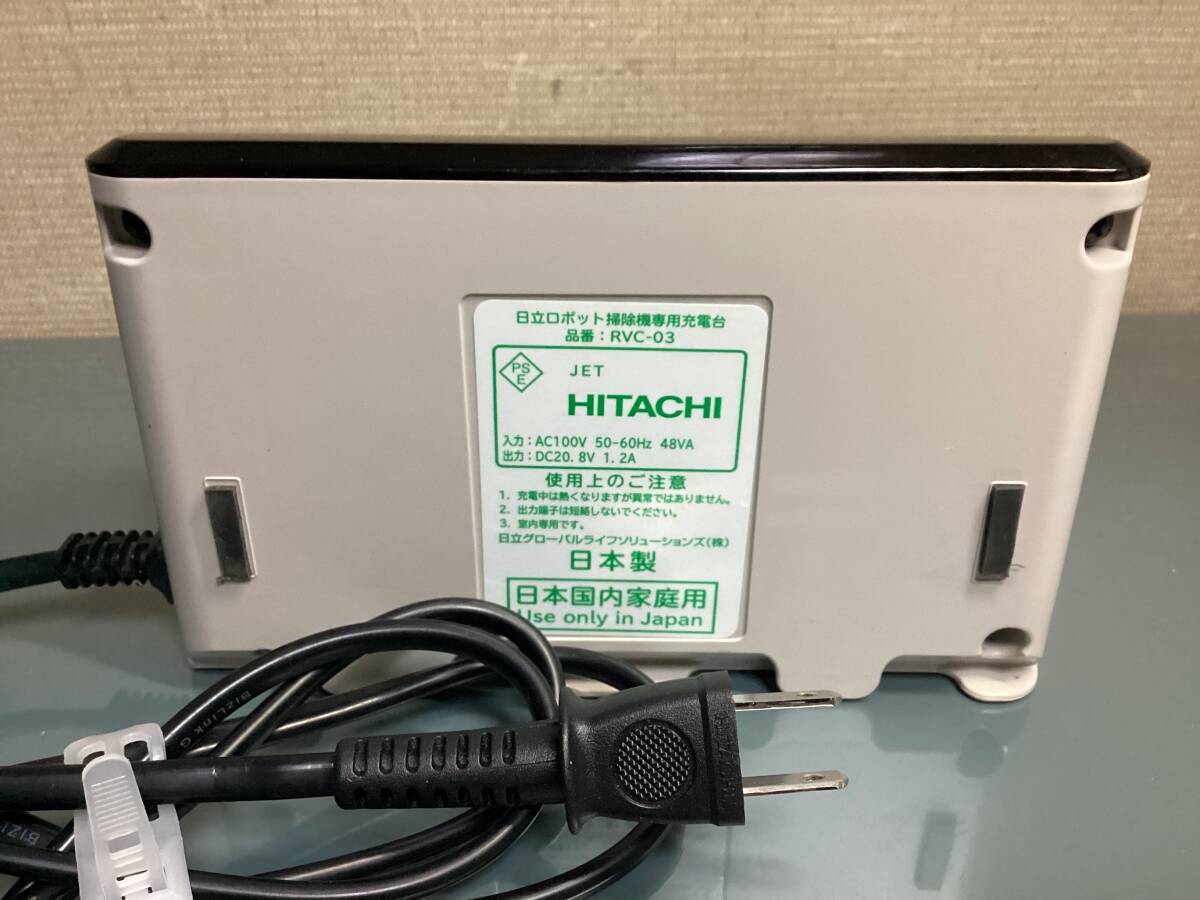 日立ロボット掃除機専用充電台
品番：RVC-03
PS
E
JET
HITACHI
入力：AC100V 50-60Hz 48VA
出力：DC20.8V 1.2A
使用上のご注意
1. 充電中は熱くなりますが異常ではありません。
2. 出力端子は短絡しないでください。
3. 室内専用です。
日立グローバルライフソリューションズ(株)
日本製
日本国内家庭用
Use only in Japan
BizLink G
BIZLI